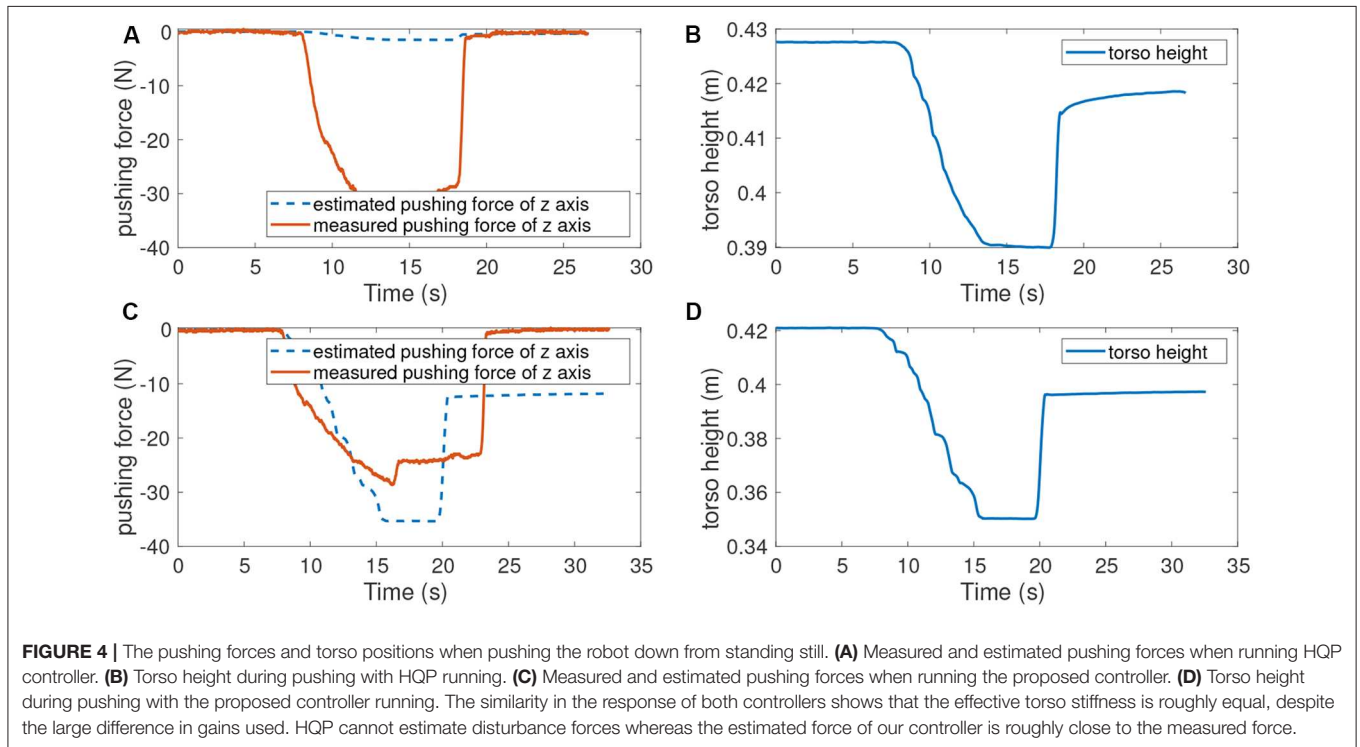 A
pushing force (N)
0
-10
-20
-30
-40
estimated pushing force of z axis
measured pushing force of z axis
0 5 10 15 20 25 30
Time (s)
B
torso height (m)
0.43
0.42
0.41
0.4
0.39
torso height
0 5 10 15 20 25 30
Time (s)
C
pushing force (N)
0
-10
-20
-30
-40
estimated pushing force of z axis
measured pushing force of z axis
0 5 10 15 20 25 30 35
Time (s)
D
torso height (m)
0.42
0.4
0.38
0.36
0.34
torso height
0 5 10 15 20 25 30 35
Time (s)
FIGURE 4 | The pushing forces and torso positions when pushing the robot down from standing still. (A) Measured and estimated pushing forces when running HQP
controller. (B) Torso height during pushing with HQP running. (C) Measured and estimated pushing forces when running the proposed controller. (D) Torso height
during pushing with the proposed controller running. The similarity in the response of both controllers shows that the effective torso stiffness is roughly equal, despite
the large difference in gains used. HQP cannot estimate disturbance forces whereas the estimated force of our controller is roughly close to the measured force.